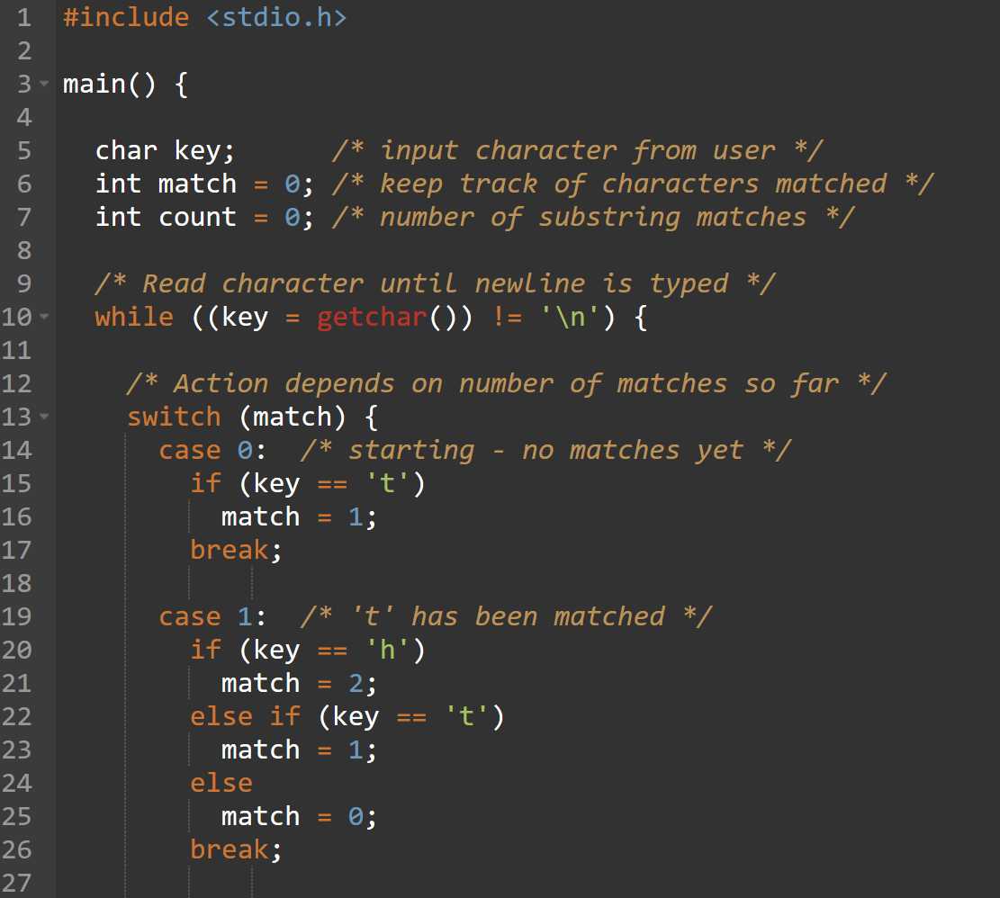 1 #include <stdio.h>
2
3 main() {
4
5   char key;      /* input character from user */
6   int match = 0; /* keep track of characters matched */
7   int count = 0; /* number of substring matches */
8
9   /* Read character until newline is typed */
10   while ((key = getchar()) != '\n') {
11
12     /* Action depends on number of matches so far */
13     switch (match) {
14       case 0:  /* starting - no matches yet */
15         if (key == 't')
16           match = 1;
17         break;
18
19       case 1:  /* 't' has been matched */
20         if (key == 'h')
21           match = 2;
22         else if (key == 't')
23           match = 1;
24         else
25           match = 0;
26         break;
27